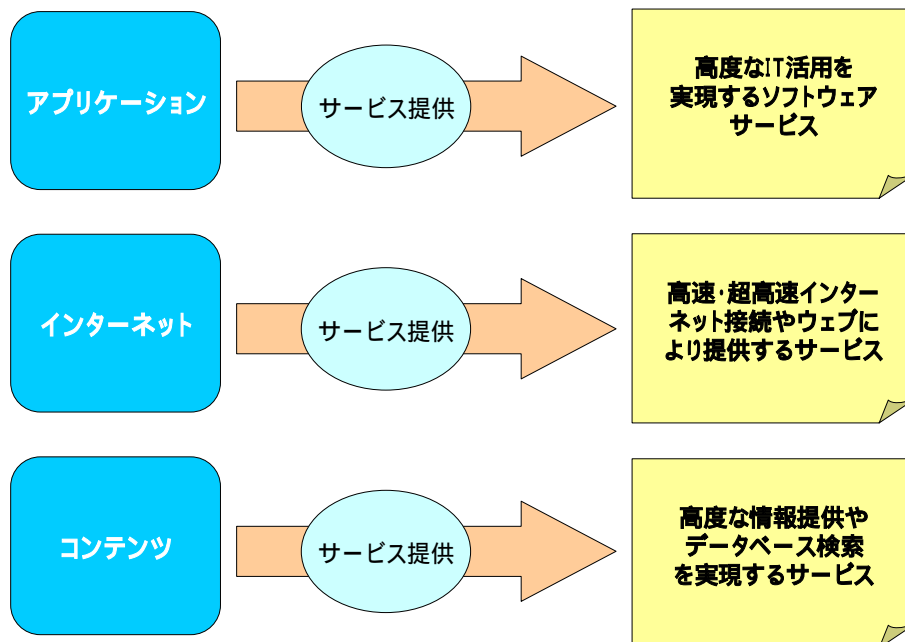 アプリケーション
サービス提供
高度なIT活用を
実現するソフトウェア
サービス
インターネット
サービス提供
高速・超高速インター
ネット接続やウェブに
より提供するサービス
コンテンツ
サービス提供
高度な情報提供や
データベース検索
を実現するサービス